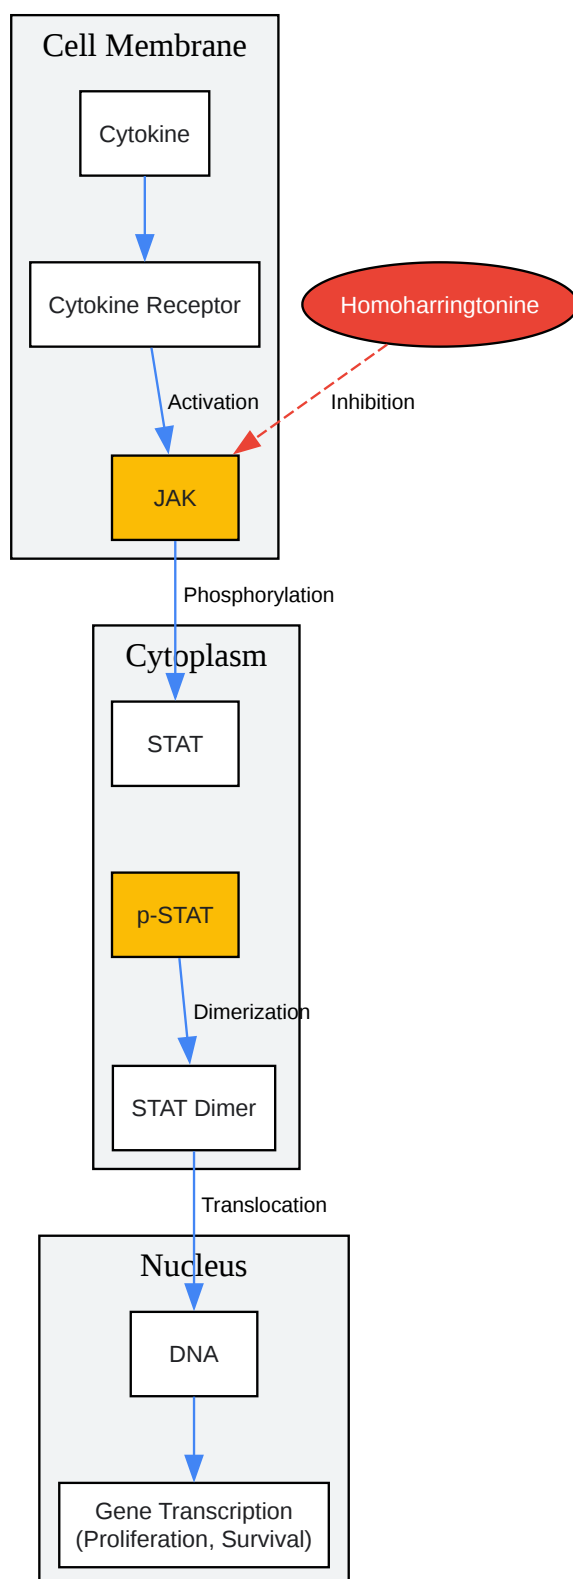 Cell Membrane
Cytokine
Cytokine Receptor
Homoharringtonine
Activation
Inhibition
JAK
Phosphorylation
Cytoplasm
STAT
p-STAT
Dimerization
STAT Dimer
Translocation
Nucleus
DNA
Gene Transcription
(Proliferation, Survival)